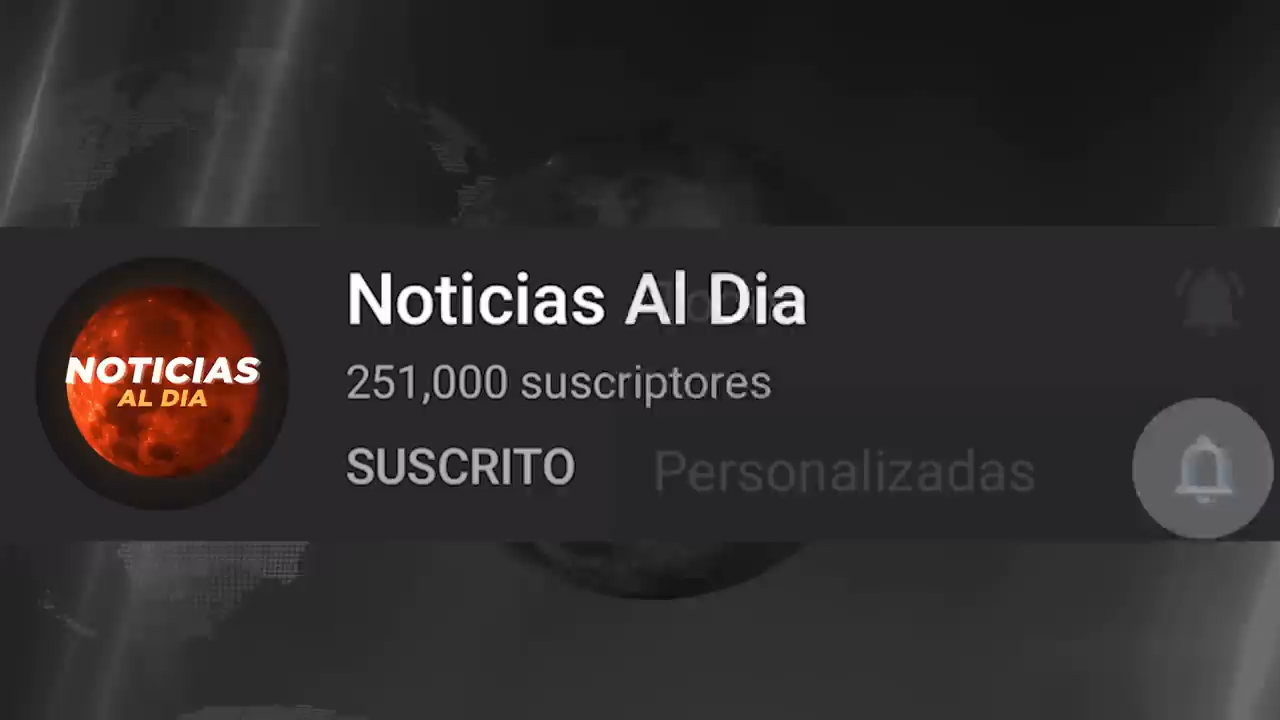 Noticias Al Dia
NOTICIAS
AL DIA
251,000 suscriptores
SUSCRITO
Personalizadas